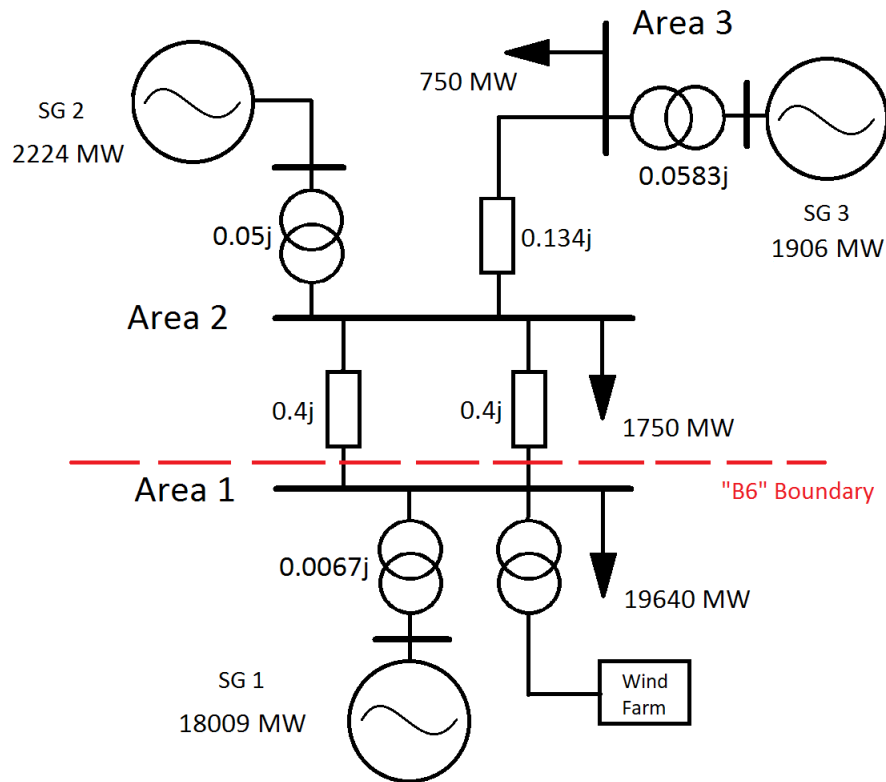 Area 3
750 MW
SG 2
2224 MW
0.0583j
SG 3
1906 MW
0.05j
0.134j
Area 2
0.4j
0.4j
1750 MW
Area 1
"B6" Boundary
0.0067j
19640 MW
SG 1
18009 MW
Wind
Farm